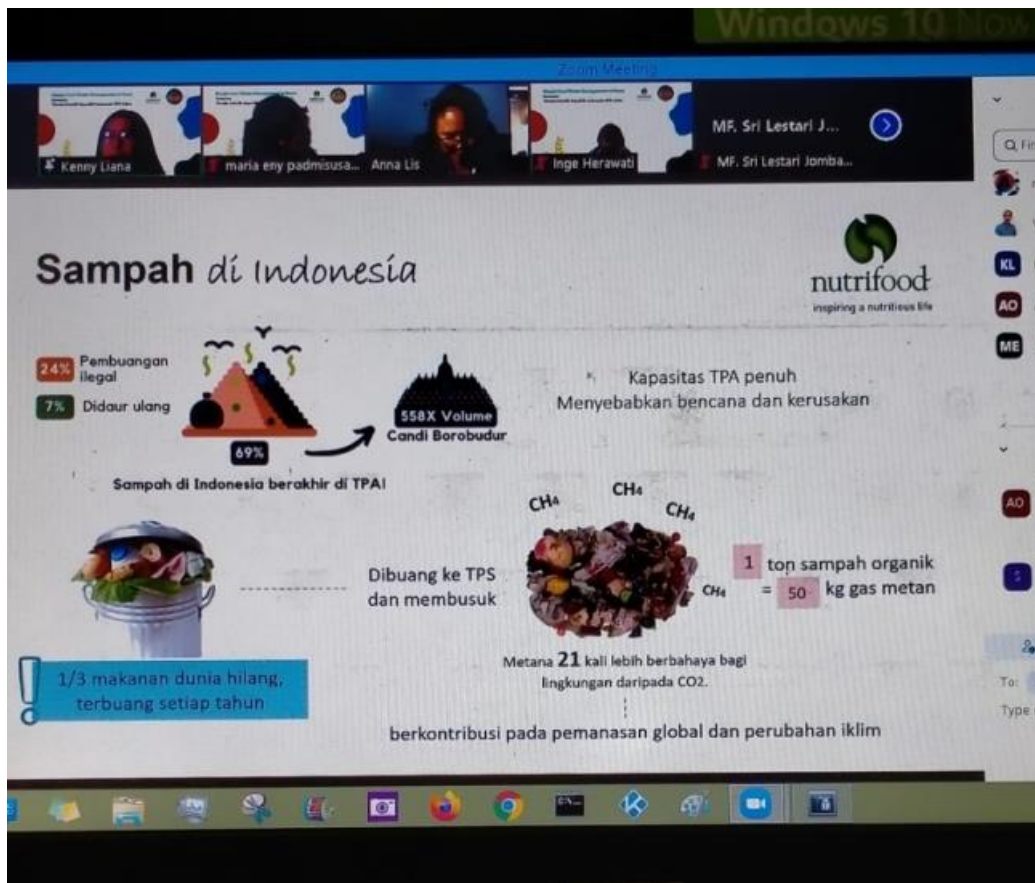 Windows 10 Now
Zoom Meeting
Kenny Liana
maria eny padmisusa...
Anna Lis
Inge Herawati
MF. Sri Lestari J...
MF. Sri Lestari Jomba...
Sampah di Indonesia
nutrifood
inspiring a nutritious life
24% Pembuangan
ilegal
7% Didaur ulang
69%
558X Volume
Candi Borobudur
Sampah di Indonesia berakhir di TPA!
Kapasitas TPA penuh
Menyebabkan bencana dan kerusakan
CH4
CH4
CH4
CH4
Dibuang ke TPS
dan membusuk
1 ton sampah organik
= 50 kg gas metan
1/3 makanan dunia hilang,
terbuang setiap tahun
Metana 21 kali lebih berbahaya bagi
lingkungan daripada CO2.
berkontribusi pada pemanasan global dan perubahan iklim
KL
AO
ME
AO
S
To:
Type